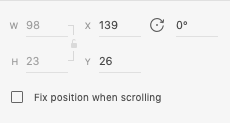 W 98 X 139 0°
H 23 Y 26
Fix position when scrolling